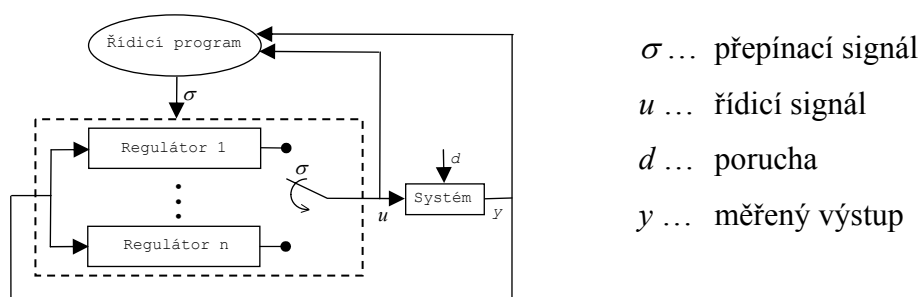 Řídicí program
σ
Regulátor 1
σ
d
Systém
u
y
Regulátor n
σ … přepínací signál
u … řídicí signál
d … porucha
y … měřený výstup